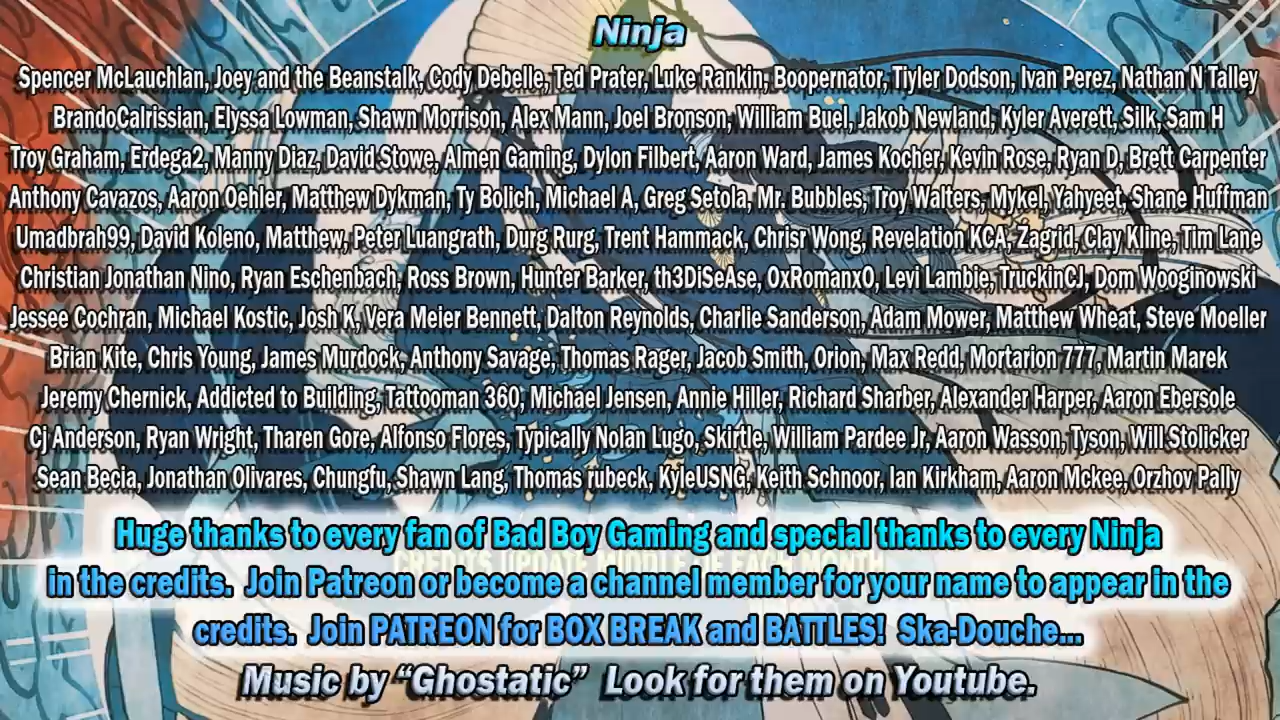 Ninja
Spencer McLauchlan, Joey and the Beanstalk, Cody Debelle, Ted Prater, Luke Rankin, Boopernator, Tiyler Dodson, Ivan Perez, Nathan N Talley
BrandoCalrissian, Elyssa Lowman, Shawn Morrison, Alex Mann, Joel Bronson, William Buel, Jakob Newland, Kyler Averett, Silk, Sam H
Troy Graham, Erdega2, Manny Diaz, David Stowe, Almen Gaming, Dylon Filbert, Aaron Ward, James Kocher, Kevin Rose, Ryan D, Brett Carpenter
Anthony Cavazos, Aaron Oehler, Matthew Dykman, Ty Bolich, Michael A, Greg Setola, Mr. Bubbles, Troy Walters, Mykel, Yahyeet, Shane Huffman
Umadbrah99, David Koleno, Matthew, Peter Luangrath, Durg Rurg, Trent Hammack, Chrisr Wong, Revelation KCA, Zagrid, Clay Kline, Tim Lane
Christian Jonathan Nino, Ryan Eschenbach, Ross Brown, Hunter Barker, th3DiSeAse, OxRomanxO, Levi Lambie, TruckinCJ, Dom Wooginowski
Jessee Cochran, Michael Kostic, Josh K, Vera Meier Bennett, Dalton Reynolds, Charlie Sanderson, Adam Mower, Matthew Wheat, Steve Moeller
Brian Kite, Chris Young, James Murdock, Anthony Savage, Thomas Rager, Jacob Smith, Orion, Max Redd, Mortarion 777, Martin Marek
Jeremy Chernick, Addicted to Building, Tattooman 360, Michael Jensen, Annie Hiller, Richard Sharber, Alexander Harper, Aaron Ebersole
Cj Anderson, Ryan Wright, Tharen Gore, Alfonso Flores, Typically Nolan Lugo, Skirtle, William Pardee Jr, Aaron Wasson, Tyson, Will Stolicker
Sean Becia, Jonathan Olivares, Chungfu, Shawn Lang, Thomas rubeck, KyleUSNG, Keith Schnoor, Ian Kirkham, Aaron Mckee, Orzhov Pally
Huge thanks to every fan of Bad Boy Gaming and special thanks to every Ninja
CREDITS UPDATE MIDDLE OF EACH MONTH
in the credits. Join Patreon or become a channel member for your name to appear in the
credits. Join PATREON for BOX BREAK and BATTLES! Ska-Douche...
Music by “Ghostatic” Look for them on Youtube.